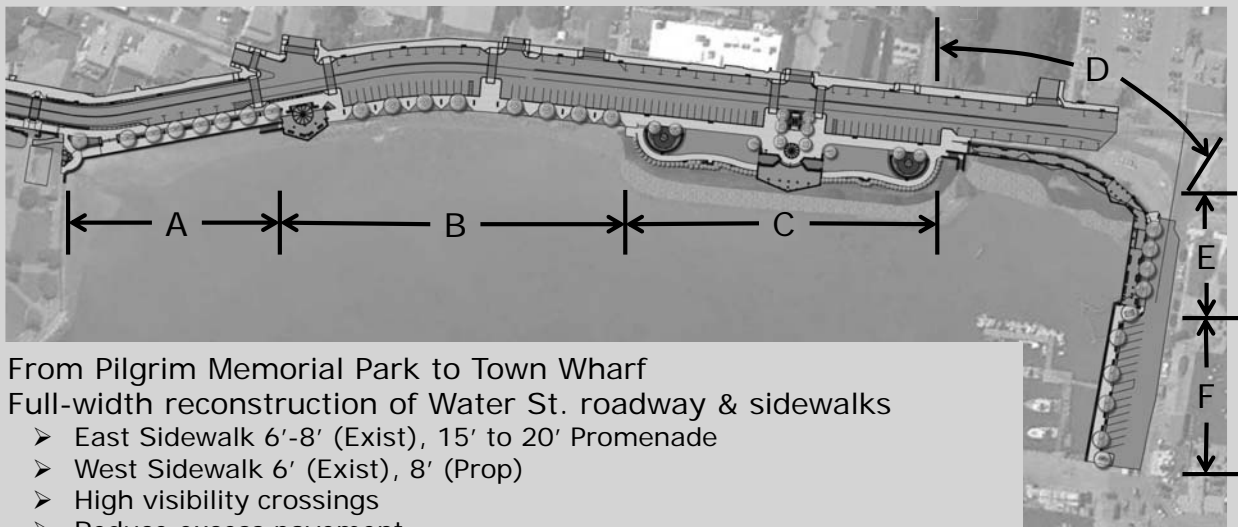 D
A
B
C
E
F
From Pilgrim Memorial Park to Town Wharf
Full-width reconstruction of Water St. roadway & sidewalks
➢ East Sidewalk 6’-8’ (Exist), 15’ to 20’ Promenade
➢ West Sidewalk 6’ (Exist), 8’ (Prop)
➢ High visibility crossings
➢ Reduce excess pavement